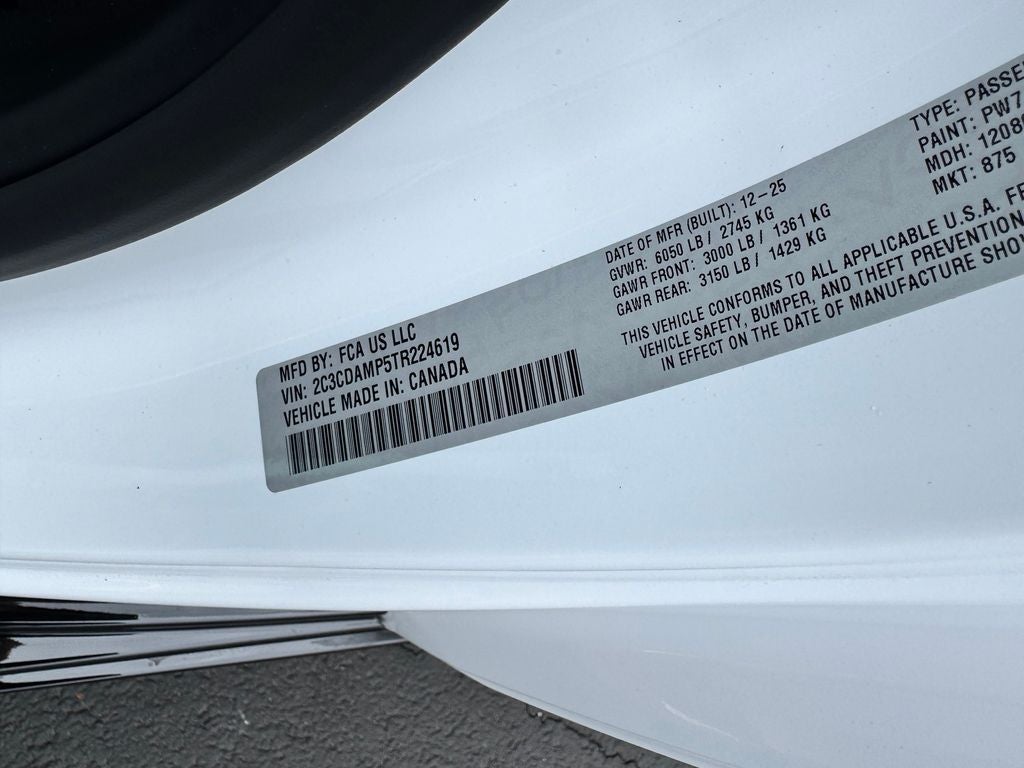 MFD BY: FCA US LLC
VIN: 2C3CDAMP5TR224619
VEHICLE MADE IN: CANADA
DATE OF MFR (BUILT): 12-25
GVWR: 6050 LB / 2745 KG
GAWR FRONT: 3000 LB / 1361 KG
GAWR REAR: 3150 LB / 1429 KG
THIS VEHICLE CONFORMS TO ALL APPLICABLE U.S.A. FE
VEHICLE SAFETY, BUMPER, AND THEFT PREVENTION
IN EFFECT ON THE DATE OF MANUFACTURE SHOW
TYPE: PASSE
PAINT: PW7
MDH: 1208
MKT: 875